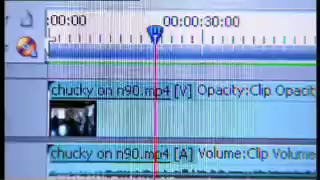 :00:00 00:00:30:00
chucky on n90.mp4 [V] Opacity:Clip Opacit
chucky on n90.mp4 [A] Volume:Clip Volum